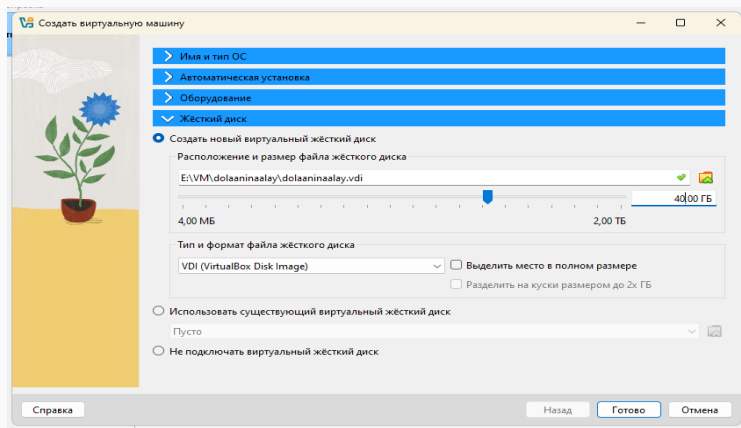 Создать виртуальную машину
Имя и тип ОС
Автоматическая установка
Оборудование
Жёсткий диск
Создать новый виртуальный жёсткий диск
Расположение и размер файла жёсткого диска
E:\VM\dolaaninaalay\dolaaninaalay.vdi
40,00 ГБ
4,00 МБ 2,00 ТБ
Тип и формат файла жёсткого диска
VDI (VirtualBox Disk Image) Выделить место в полном размере
Разделить на куски размером до 2х ГБ
Использовать существующий виртуальный жёсткий диск
Пусто
Не подключать виртуальный жёсткий диск
Справка Назад Готово Отмена